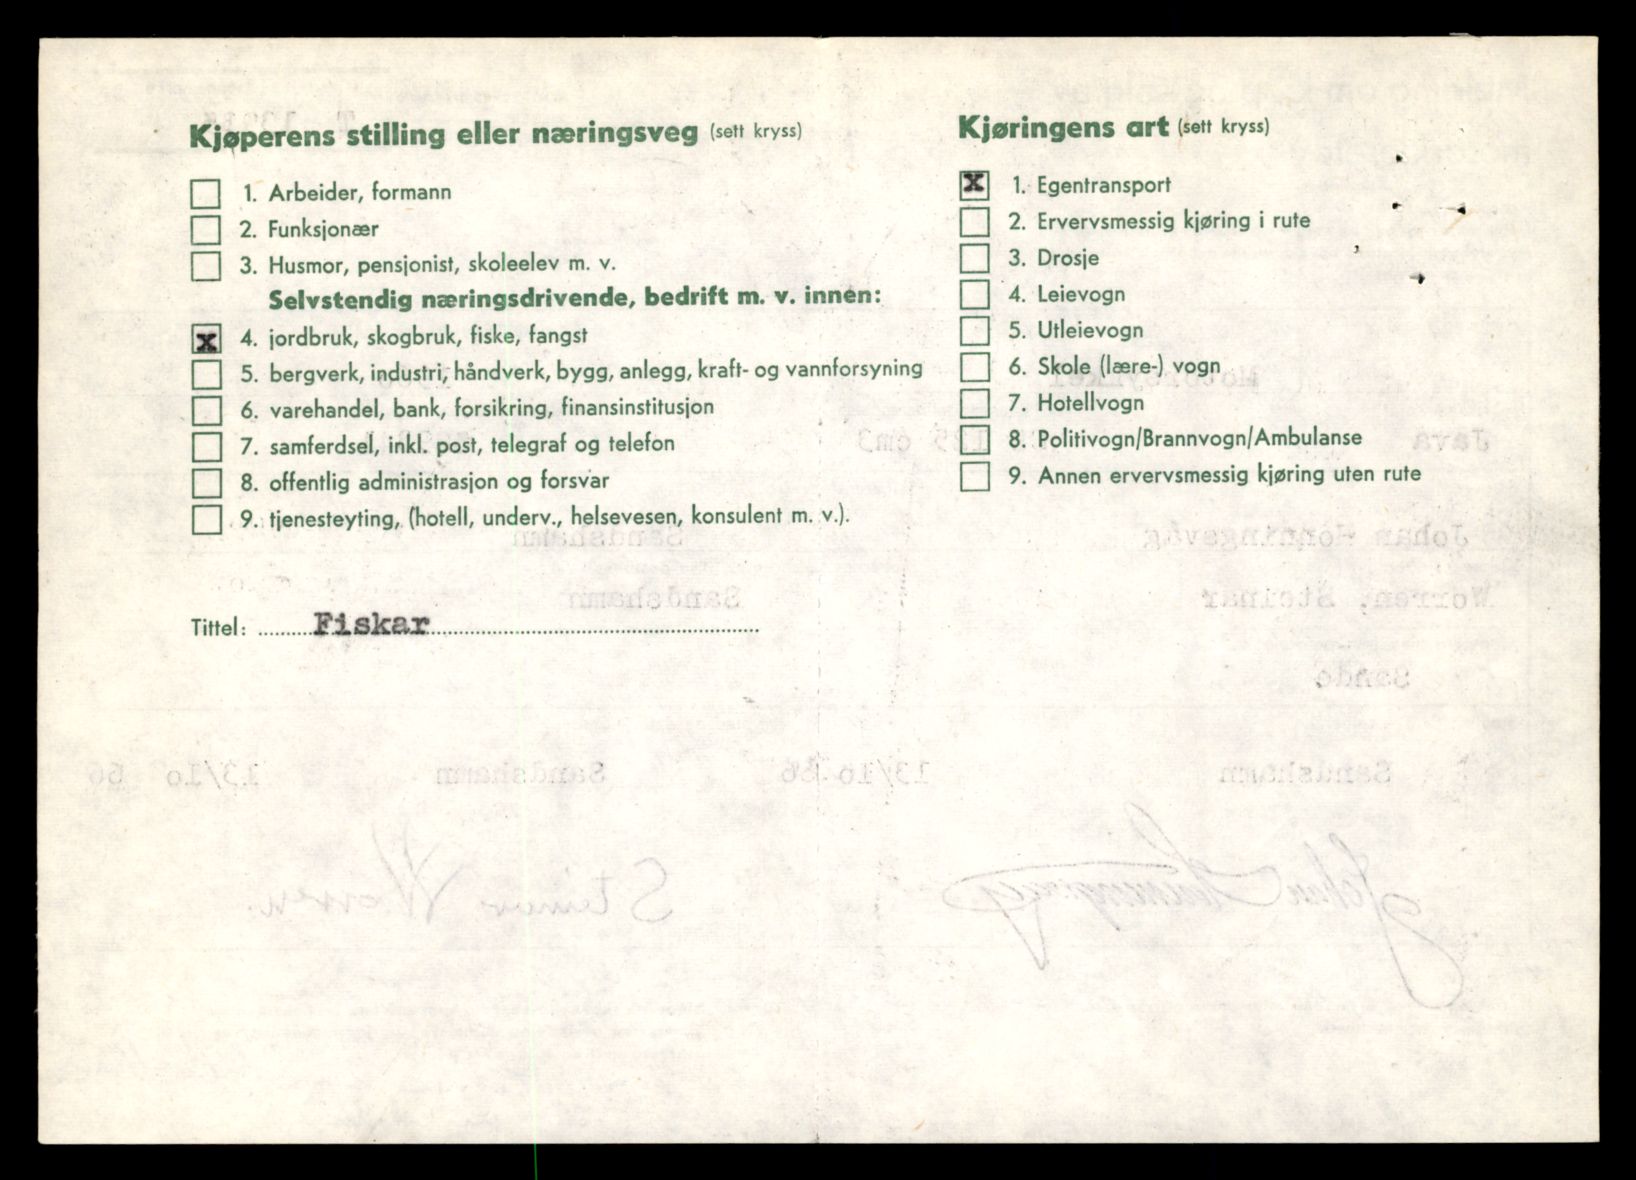 Kjøperens stilling eller næringsveg (sett kryss)
1. Arbeider, formann
2. Funksjonær
3. Husmor, pensjonist, skoleelev m. v.
Selvstendig næringsdrivende, bedrift m. v. innen:
X 4. jordbruk, skogbruk, fiske, fangst
5. bergverk, industri, håndverk, bygg, anlegg, kraft- og vannforsyning
6. varehandel, bank, forsikring, finansinstitusjon
7. samferdsel, inkl. post, telegraf og telefon
8. offentlig administrasjon og forsvar
9. tjenesteyting, (hotell, underv., helsevesen, konsulent m. v.).
Tittel: Fiskar
Kjøringens art (sett kryss)
X 1. Egentransport
2. Ervervsmessig kjøring i rute
3. Drosje
4. Leievogn
5. Utleievogn
6. Skole (lære-) vogn
7. Hotellvogn
8. Politivogn/Brannvogn/Ambulanse
9. Annen ervervsmessig kjøring uten rute